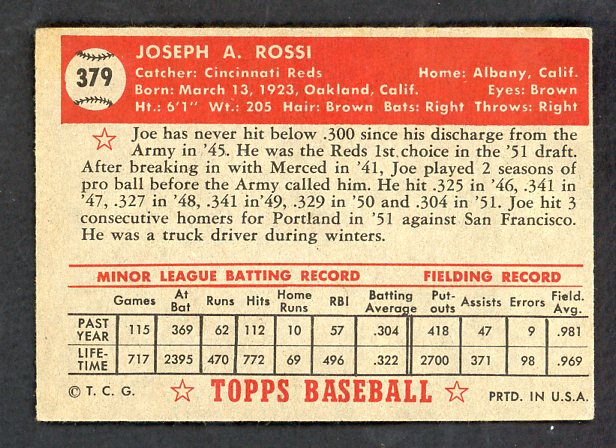 379
JOSEPH A. ROSSI
Catcher: Cincinnati Reds Home: Albany, Calif.
Born: March 13, 1923, Oakland, Calif. Eyes: Brown
Ht.: 6'1" Wt.: 205 Hair: Brown Bats: Right Throws: Right
☆ Joe has never hit below .300 since his discharge from the
Army in '45. He was the Reds 1st choice in the '51 draft.
After breaking in with Merced in '41, Joe played 2 seasons of
pro ball before the Army called him. He hit .325 in '46, .341 in
'47, .327 in '48, .341 in'49, .329 in '50 and .304 in '51. Joe hit 3
consecutive homers for Portland in '51 against San Francisco.
He was a truck driver during winters.
MINOR LEAGUE BATTING RECORD FIELDING RECORD
Games At Bat Runs Hits Home Runs RBI Batting Average Put-outs Assists Errors Field. Avg.
PAST YEAR 115 369 62 112 10 57 .304 418 47 9 .981
LIFE-TIME 717 2395 470 772 69 496 .322 2700 371 98 .969
© T. C. G. ☆ TOPPS BASEBALL ☆ PRTD. IN U.S.A.